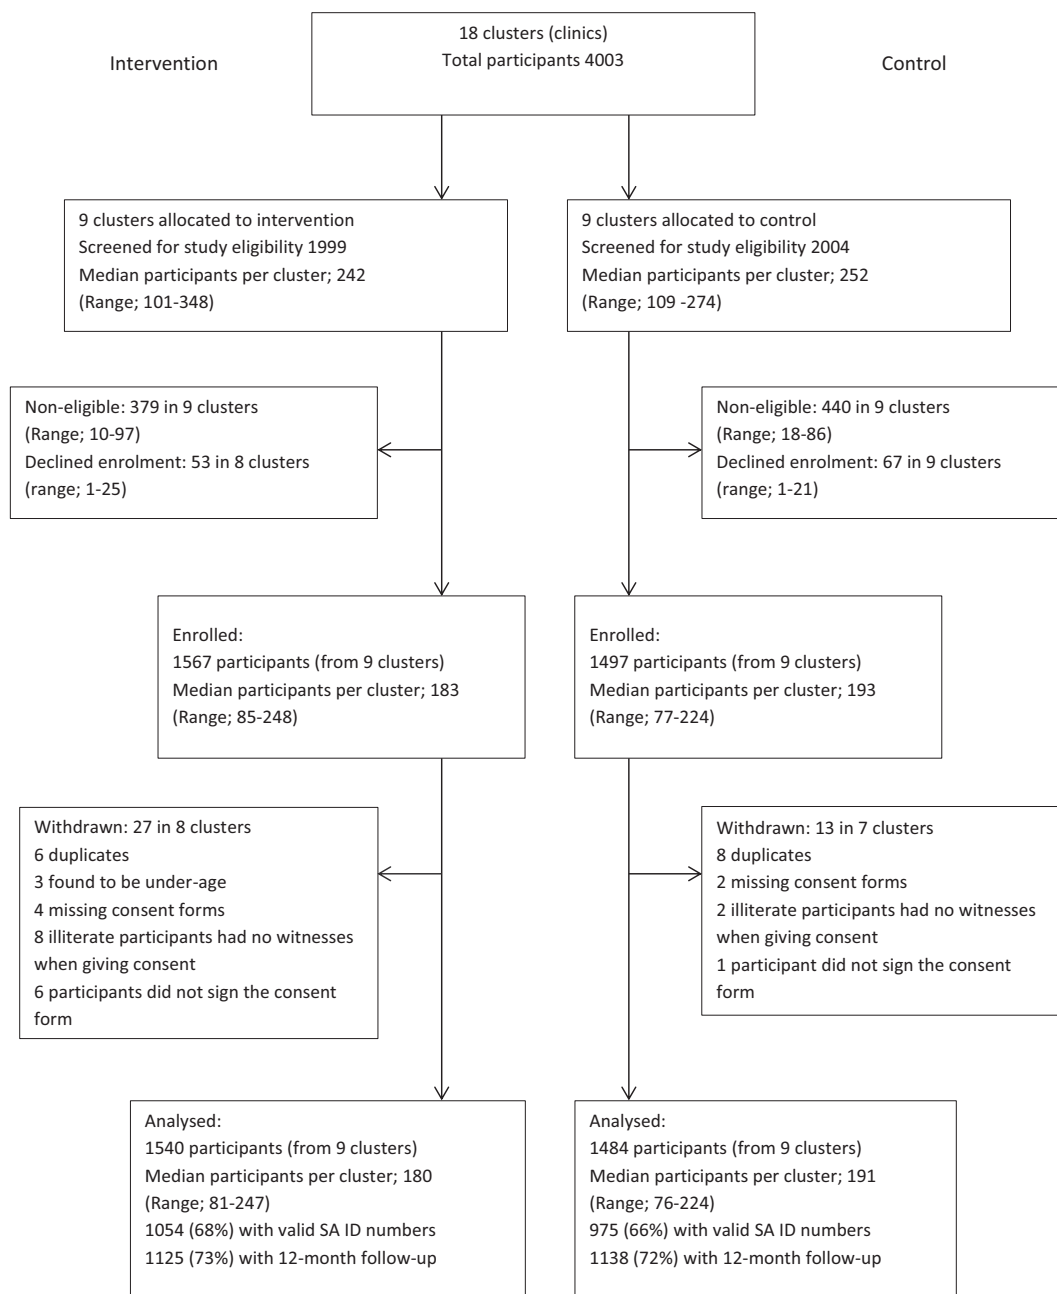 18 clusters (clinics)
Total participants 4003
Intervention
Control
9 clusters allocated to intervention
Screened for study eligibility 1999
Median participants per cluster; 242
(Range; 101-348)
9 clusters allocated to control
Screened for study eligibility 2004
Median participants per cluster; 252
(Range; 109 -274)
Non-eligible: 379 in 9 clusters
(Range; 10-97)
Declined enrolment: 53 in 8 clusters
(range; 1-25)
Non-eligible: 440 in 9 clusters
(Range; 18-86)
Declined enrolment: 67 in 9 clusters
(range; 1-21)
Enrolled:
1567 participants (from 9 clusters)
Median participants per cluster; 183
(Range; 85-248)
Enrolled:
1497 participants (from 9 clusters)
Median participants per cluster; 193
(Range; 77-224)
Withdrawn: 27 in 8 clusters
6 duplicates
3 found to be under-age
4 missing consent forms
8 illiterate participants had no witnesses
when giving consent
6 participants did not sign the consent
form
Withdrawn: 13 in 7 clusters
8 duplicates
2 missing consent forms
2 illiterate participants had no witnesses
when giving consent
1 participant did not sign the consent
form
Analysed:
1540 participants (from 9 clusters)
Median participants per cluster; 180
(Range; 81-247)
1054 (68%) with valid SA ID numbers
1125 (73%) with 12-month follow-up
Analysed:
1484 participants (from 9 clusters)
Median participants per cluster; 191
(Range; 76-224)
975 (66%) with valid SA ID numbers
1138 (72%) with 12-month follow-up